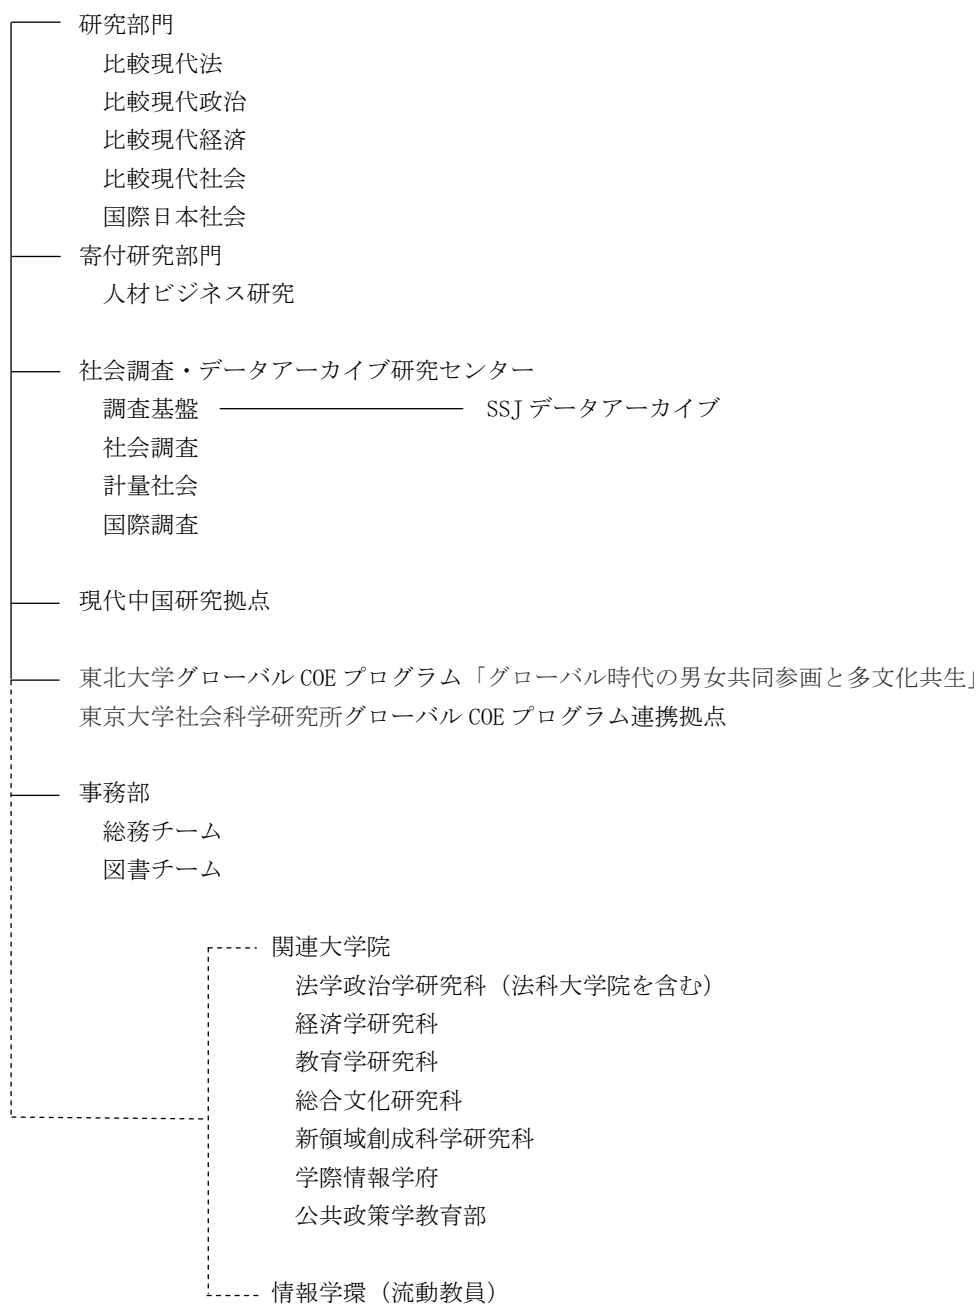 研究部門
比較現代法
比較現代政治
比較現代経済
比較現代社会
国際日本社会
寄付研究部門
人材ビジネス研究
社会調査・データアーカイブ研究センター
調査基盤 SSJデータアーカイブ
社会調査
計量社会
国際調査
現代中国研究拠点
東北大学グローバル COE プログラム「グローバル時代の男女共同参画と多文化共生」
東京大学社会科学研究所グローバル COE プログラム連携拠点
事務部
総務チーム
図書チーム
関連大学院
法学政治学研究科（法科大学院を含む）
経済学研究科
教育学研究科
総合文化研究科
新領域創成科学研究科
学際情報学府
公共政策学教育部
情報学環（流動教員）